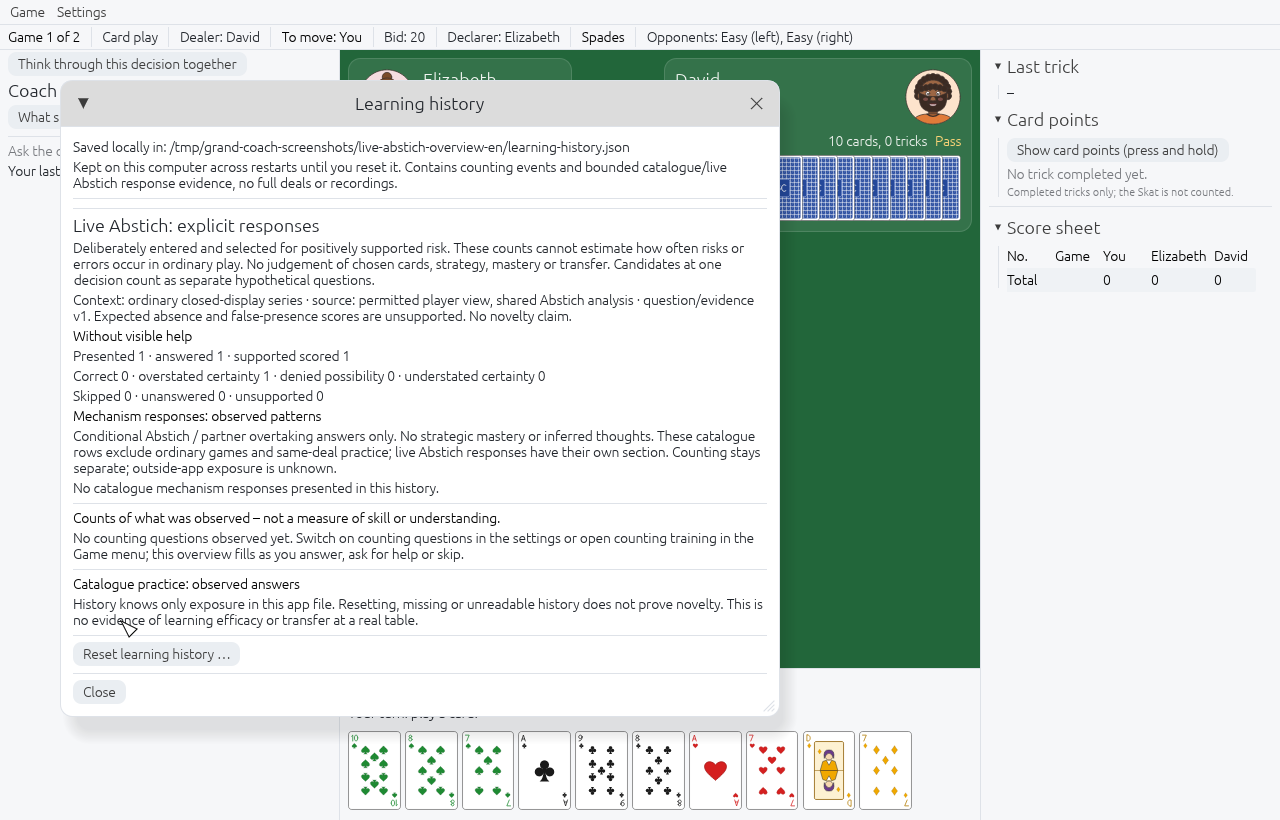 Game Settings
Game 1 of 2 Card play Dealer: David To move: You Bid: 20 Declarer: Elizabeth Spades Opponents: Easy (left), Easy (right)
Think through this decision together
Coach
What s
Ask the
Your last
Elizabeth
David
10 cards, 0 tricks Pass
Learning history
Saved locally in: /tmp/grand-coach-screenshots/live-abstich-overview-en/learning-history.json
Kept on this computer across restarts until you reset it. Contains counting events and bounded catalogue/live
Abstich response evidence, no full deals or recordings.
Live Abstich: explicit responses
Deliberately entered and selected for positively supported risk. These counts cannot estimate how often risks or
errors occur in ordinary play. No judgement of chosen cards, strategy, mastery or transfer. Candidates at one
decision count as separate hypothetical questions.
Context: ordinary closed-display series · source: permitted player view, shared Abstich analysis · question/evidence
v1. Expected absence and false-presence scores are unsupported. No novelty claim.
Without visible help
Presented 1 · answered 1 · supported scored 1
Correct 0 · overstated certainty 1 · denied possibility 0 · understated certainty 0
Skipped 0 · unanswered 0 · unsupported 0
Mechanism responses: observed patterns
Conditional Abstich / partner overtaking answers only. No strategic mastery or inferred thoughts. These catalogue
rows exclude ordinary games and same-deal practice; live Abstich responses have their own section. Counting stays
separate; outside-app exposure is unknown.
No catalogue mechanism responses presented in this history.
Counts of what was observed – not a measure of skill or understanding.
No counting questions observed yet. Switch on counting questions in the settings or open counting training in the
Game menu; this overview fills as you answer, ask for help or skip.
Catalogue practice: observed answers
History knows only exposure in this app file. Resetting, missing or unreadable history does not prove novelty. This is
no evidence of learning efficacy or transfer at a real table.
Reset learning history …
Close
Last trick
–
Card points
Show card points (press and hold)
No trick completed yet.
Completed tricks only; the Skat is not counted.
Score sheet
No. Game You Elizabeth David
Total 0 0 0
10 8 7 A 9 8 A 7 D 7
10 8 7 A 9 8 A 7 D 7